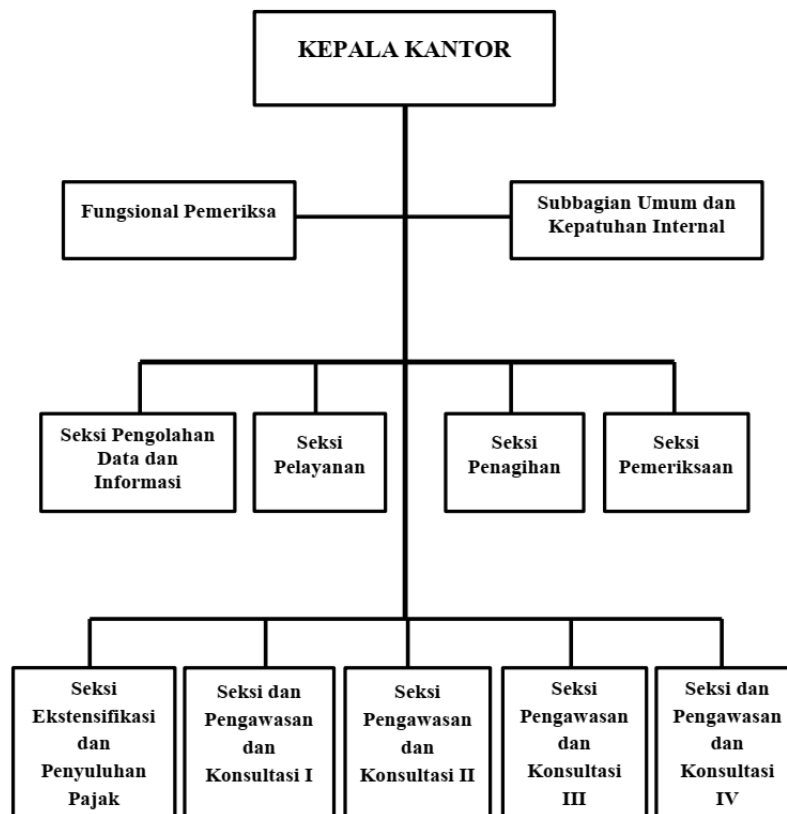 KEPALA KANTOR
Fungsional Pemeriksa
Subbagian Umum dan
Kepatuhan Internal
Seksi Pengolahan
Data dan
Informasi
Seksi
Pelayanan
Seksi
Penagihan
Seksi
Pemeriksaan
Seksi
Ekstensifikasi
dan
Penyuluhan
Pajak
Seksi dan
Pengawasan
dan
Konsultasi I
Seksi
Pengawasan
dan
Konsultasi II
Seksi
Pengawasan
dan
Konsultasi
III
Seksi dan
Pengawasan
dan
Konsultasi
IV